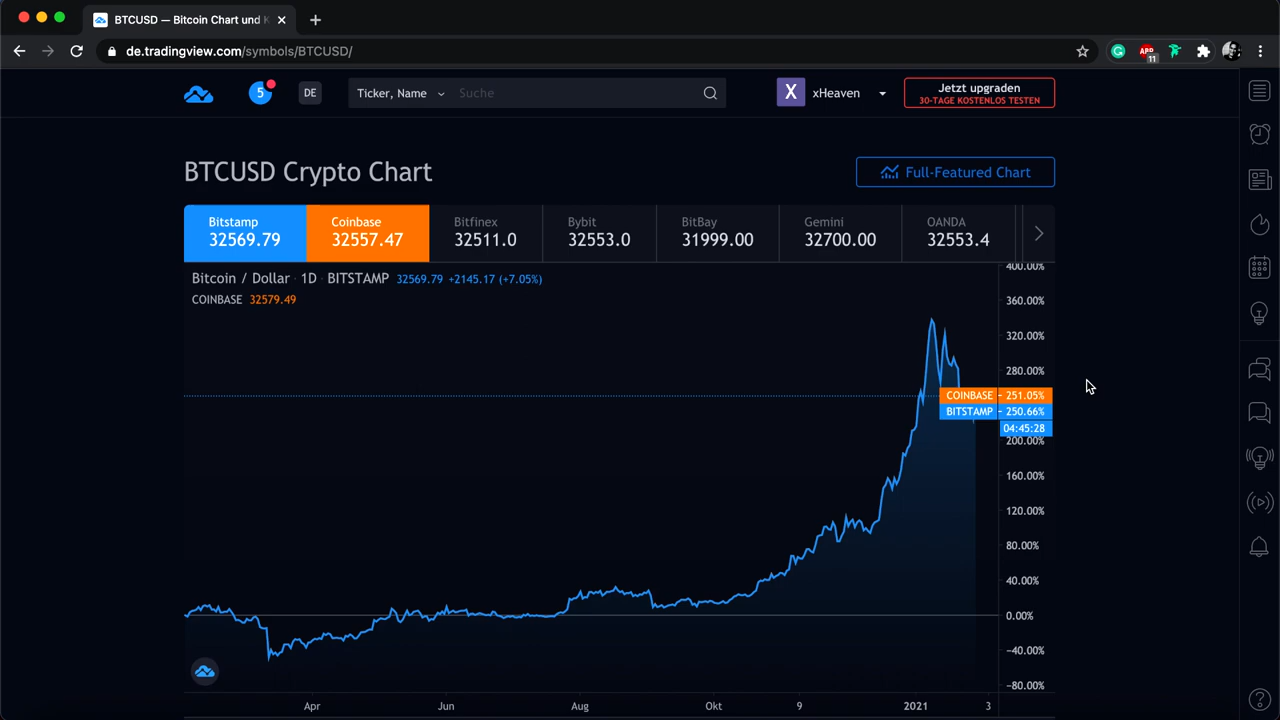 BTCUSD — Bitcoin Chart und K
de.tradingview.com/symbols/BTCUSD/
ABP
11
5
DE
Ticker, Name
Suche
X
xHeaven
Jetzt upgraden
30-TAGE KOSTENLOS TESTEN
BTCUSD Crypto Chart
Full-Featured Chart
Bitstamp
32569.79
Coinbase
32557.47
Bitfinex
32511.0
Bybit
32553.0
BitBay
31999.00
Gemini
32700.00
OANDA
32553.4
Bitcoin / Dollar · 1D · BITSTAMP 32569.79 +2145.17 (+7.05%)
COINBASE 32579.49
400.00%
360.00%
320.00%
280.00%
COINBASE 251.05%
BITSTAMP 250.66%
04:45:28
200.00%
160.00%
120.00%
80.00%
40.00%
0.00%
−40.00%
−80.00%
Apr Jun Aug Okt 9 2021 3